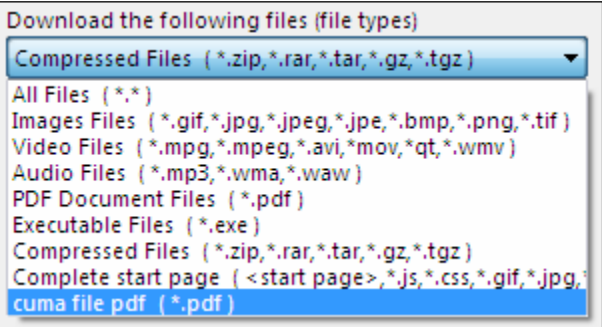 Download the following files (file types)
Compressed Files ( *.zip,*.rar,*.tar,*.gz,*.tgz )
All Files ( *.* )
Images Files ( *.gif,*.jpg,*.jpeg,*.jpe,*.bmp,*.png,*.tif )
Video Files ( *.mpg,*.mpeg,*.avi,*mov,*qt,*.wmv )
Audio Files ( *.mp3,*.wma,*.waw )
PDF Document Files ( *.pdf )
Executable Files ( *.exe )
Compressed Files ( *.zip,*.rar,*.tar,*.gz,*.tgz )
Complete start page ( <start page>,*.js,*.css,*.gif,*.jpg,*
cuma file pdf ( *.pdf )